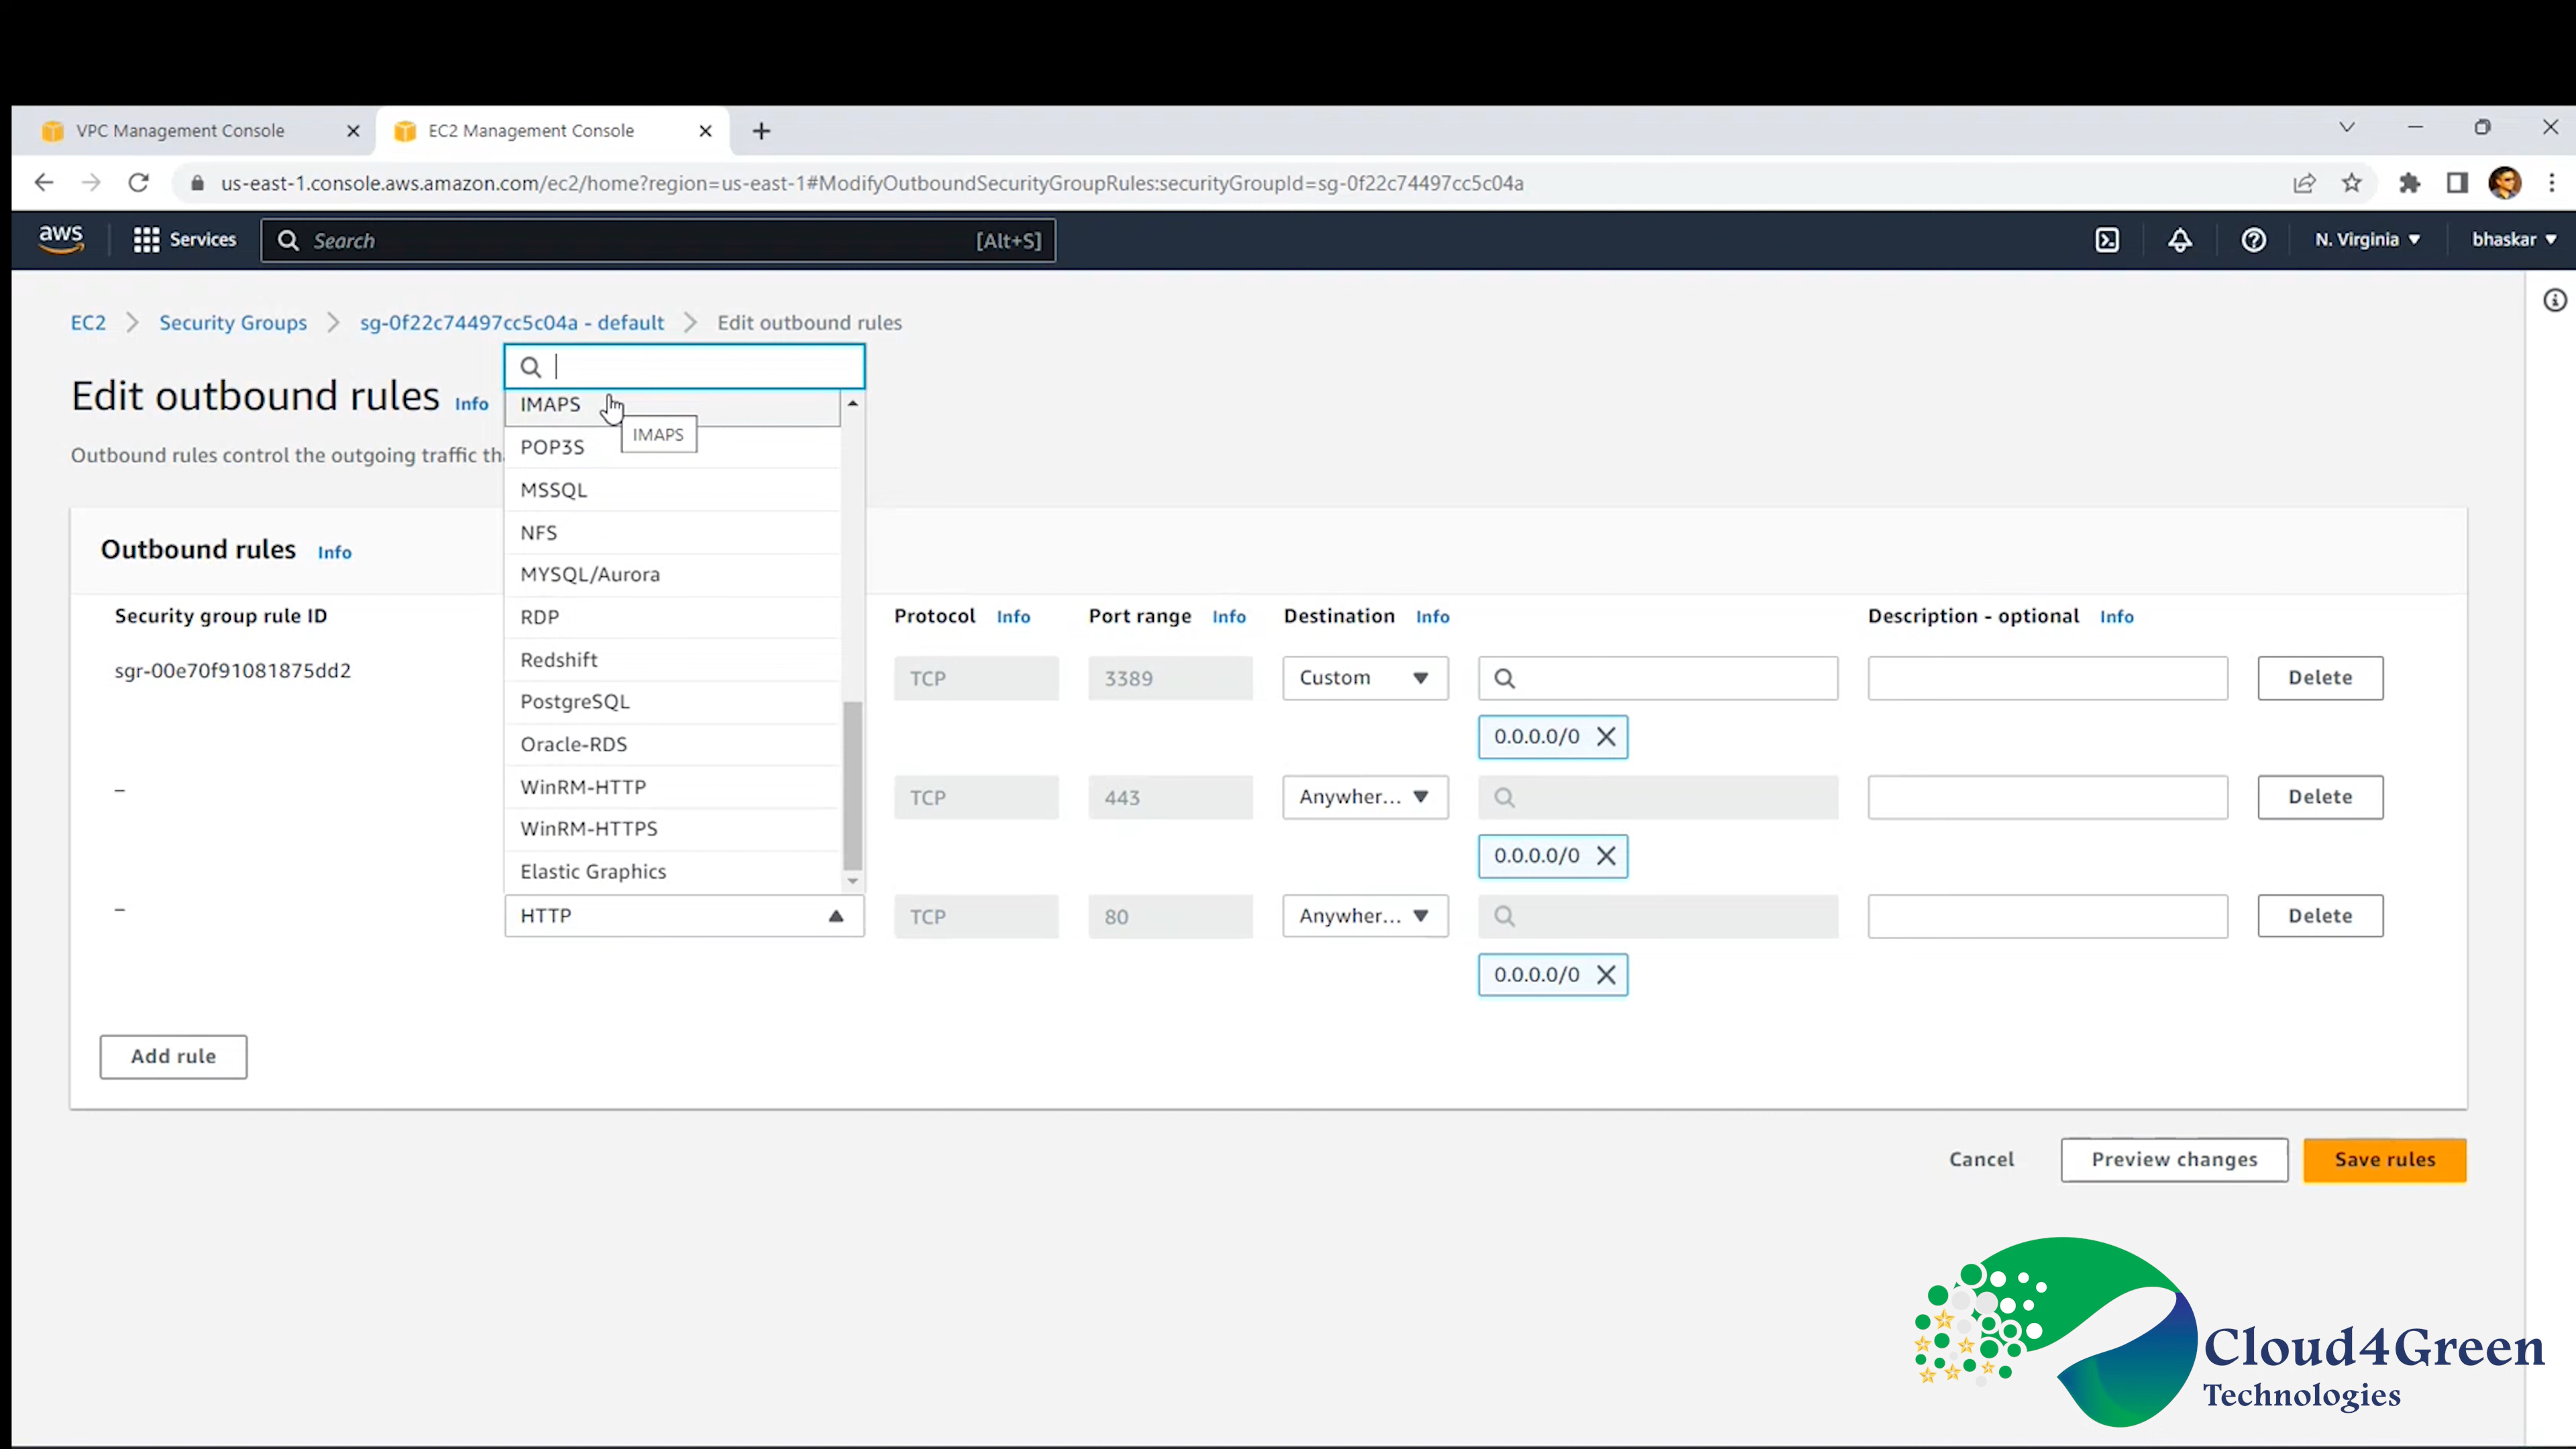 VPC Management Console
EC2 Management Console
us-east-1.console.aws.amazon.com/ec2/home?region=us-east-1#ModifyOutboundSecurityGroupRules:securityGroupId=sg-0f22c74497cc5c04a
aws Services Search [Alt+S] N. Virginia bhaskar
EC2 Security Groups sg-0f22c74497cc5c04a - default Edit outbound rules
Edit outbound rules Info
Outbound rules control the outgoing traffic th
IMAPS
IMAPS
POP3S
MSSQL
NFS
MYSQL/Aurora
RDP
Redshift
PostgreSQL
Oracle-RDS
WinRM-HTTP
WinRM-HTTPS
Elastic Graphics
HTTP
Outbound rules Info
Security group rule ID Protocol Info Port range Info Destination Info Description - optional Info
sgr-00e70f91081875dd2 TCP 3389 Custom Delete
0.0.0.0/0
– TCP 443 Anywher... Delete
0.0.0.0/0
– TCP 80 Anywher... Delete
0.0.0.0/0
Add rule
Cancel Preview changes Save rules
Cloud4Green
Technologies